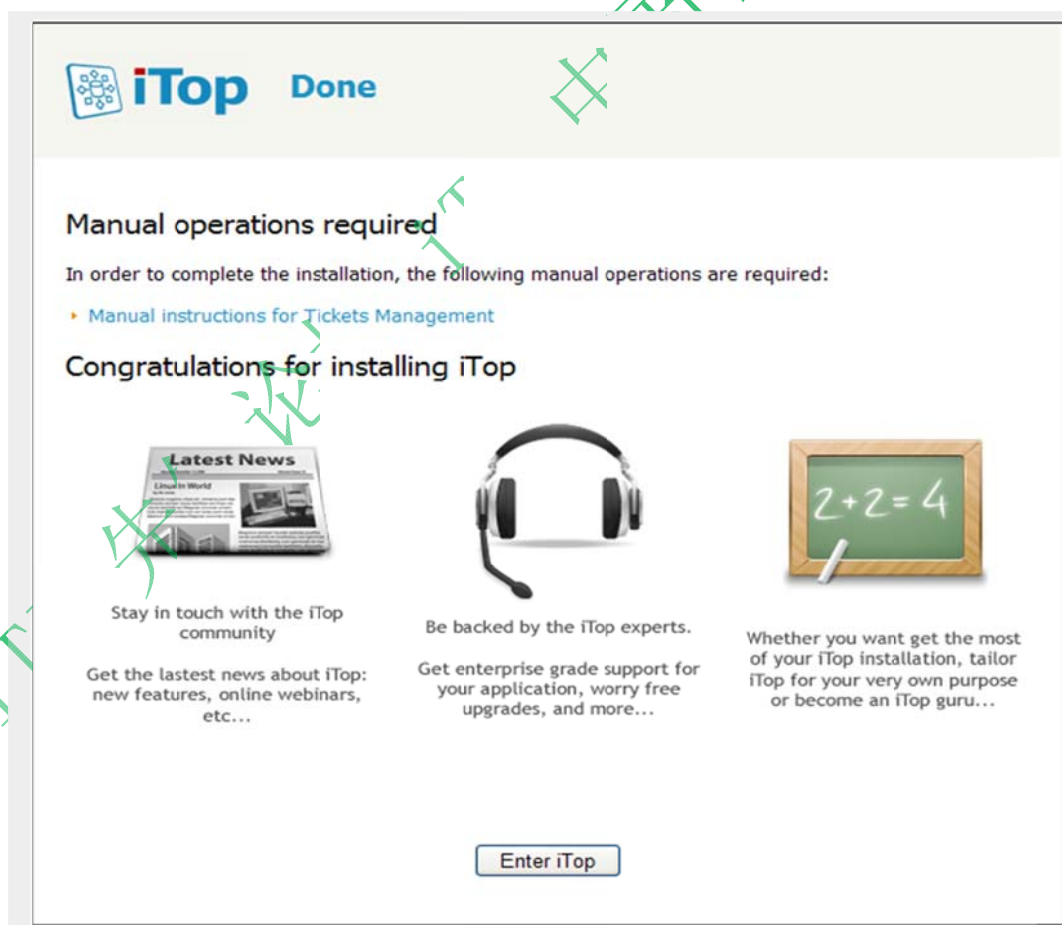 iTop Done
Manual operations required
In order to complete the installation, the following manual operations are required:
Manual instructions for Tickets Management
Congratulations for installing iTop
Latest News
Linux in World
2+2=4
Stay in touch with the iTop
community
Get the lastest news about iTop:
new features, online webinars,
etc...
Be backed by the iTop experts.
Get enterprise grade support for
your application, worry free
upgrades, and more...
Whether you want get the most
of your iTop installation, tailor
iTop for your very own purpose
or become an iTop guru...
Enter iTop